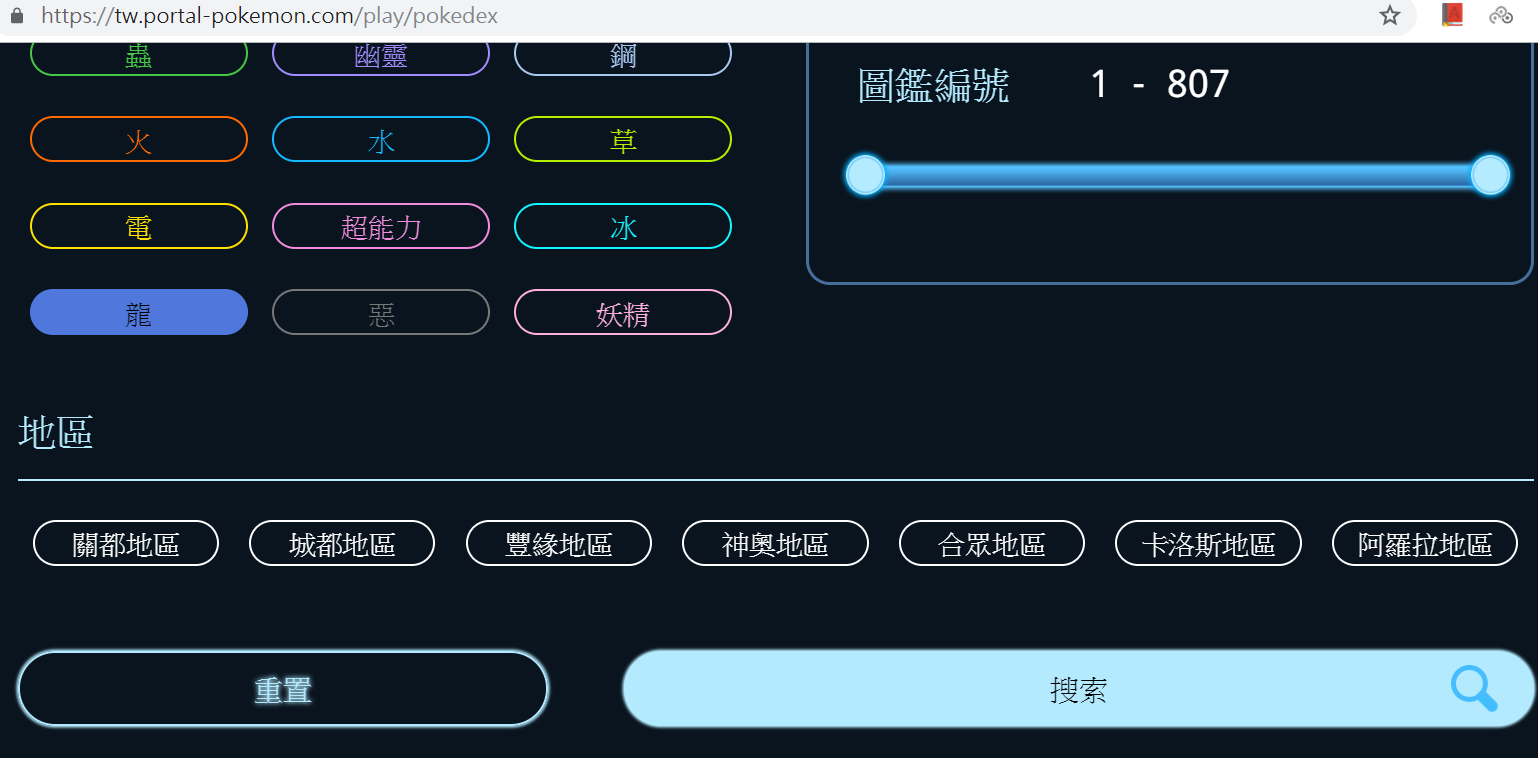 https://tw.portal-pokemon.com/play/pokedex
蟲 幽靈 鋼
圖鑑編號 1 - 807
火 水 草
電 超能力 冰
龍 惡 妖精
地區
關都地區 城都地區 豐緣地區 神奧地區 合眾地區 卡洛斯地區 阿羅拉地區
重置 搜索